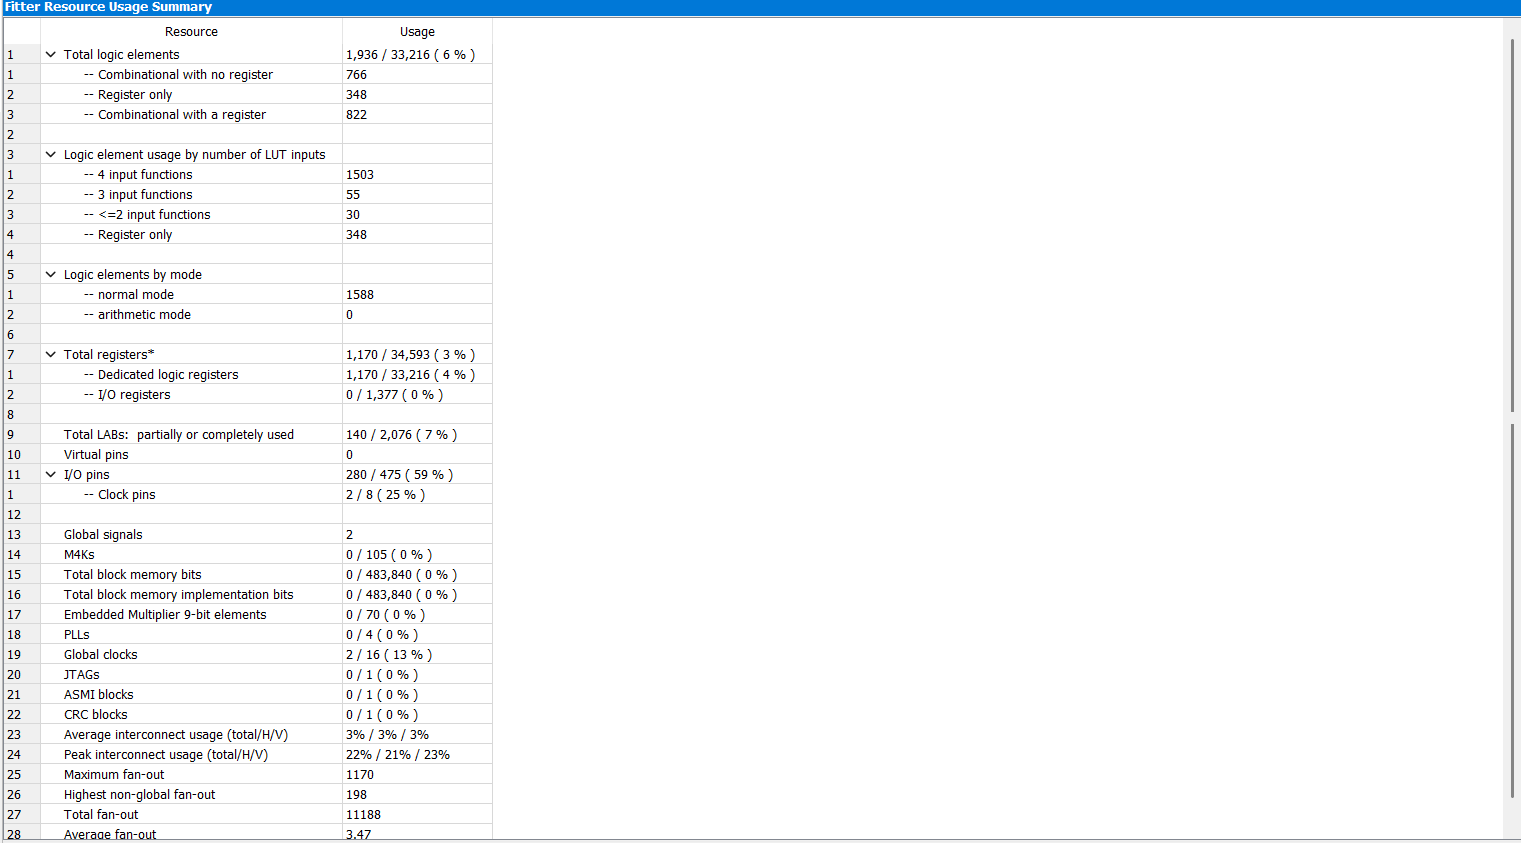 Fitter Resource Usage Summary
Resource Usage
1 Total logic elements 1,936 / 33,216 ( 6 % )
1 -- Combinational with no register 766
2 -- Register only 348
3 -- Combinational with a register 822
2
3 Logic element usage by number of LUT inputs
1 -- 4 input functions 1503
2 -- 3 input functions 55
3 -- <=2 input functions 30
4 -- Register only 348
4
5 Logic elements by mode
1 -- normal mode 1588
2 -- arithmetic mode 0
6
7 Total registers* 1,170 / 34,593 ( 3 % )
1 -- Dedicated logic registers 1,170 / 33,216 ( 4 % )
2 -- I/O registers 0 / 1,377 ( 0 % )
8
9 Total LABs:  partially or completely used 140 / 2,076 ( 7 % )
10 Virtual pins 0
11 I/O pins 280 / 475 ( 59 % )
1 -- Clock pins 2 / 8 ( 25 % )
12
13 Global signals 2
14 M4Ks 0 / 105 ( 0 % )
15 Total block memory bits 0 / 483,840 ( 0 % )
16 Total block memory implementation bits 0 / 483,840 ( 0 % )
17 Embedded Multiplier 9-bit elements 0 / 70 ( 0 % )
18 PLLs 0 / 4 ( 0 % )
19 Global clocks 2 / 16 ( 13 % )
20 JTAGs 0 / 1 ( 0 % )
21 ASMI blocks 0 / 1 ( 0 % )
22 CRC blocks 0 / 1 ( 0 % )
23 Average interconnect usage (total/H/V) 3% / 3% / 3%
24 Peak interconnect usage (total/H/V) 22% / 21% / 23%
25 Maximum fan-out 1170
26 Highest non-global fan-out 198
27 Total fan-out 11188
28 Average fan-out 3.47